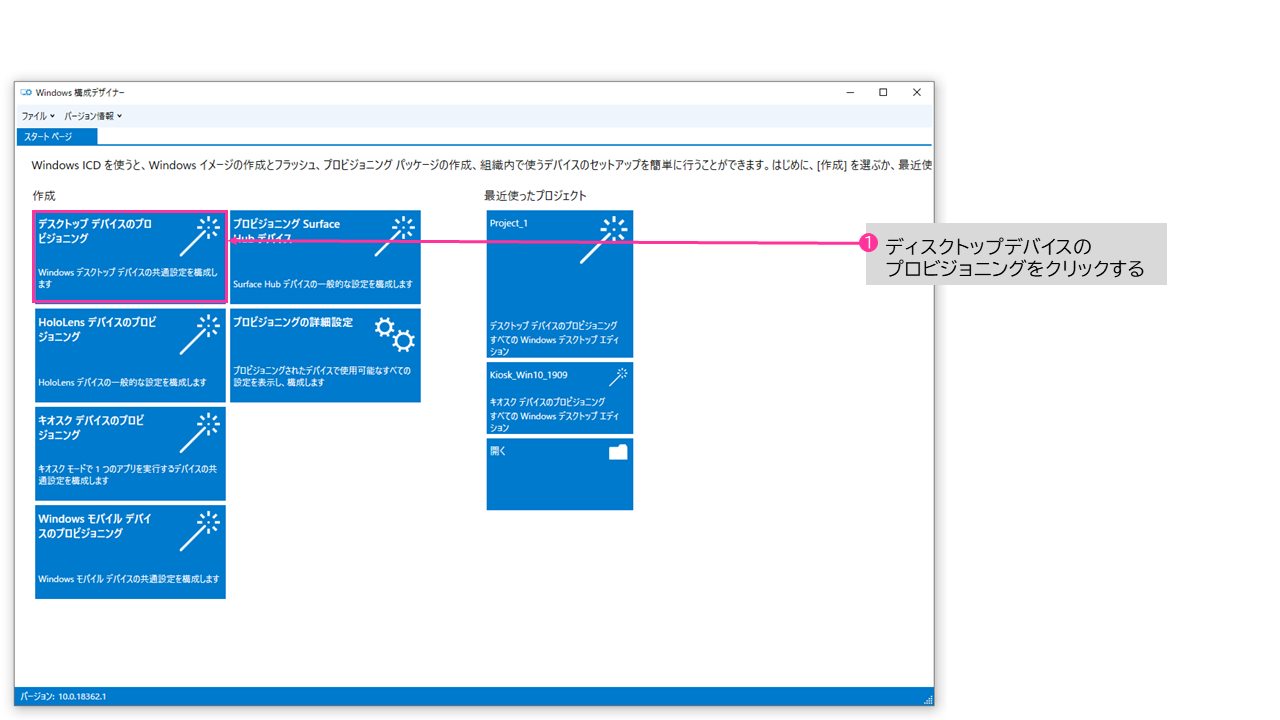 Windows 構成デザイナー
ファイル バージョン情報
スタート ページ
Windows ICD を使うと、Windows イメージの作成とフラッシュ、プロビジョニング パッケージの作成、組織内で使うデバイスのセットアップを簡単に行うことができます。はじめに、[作成] を選ぶか、最近使
作成
デスクトップ デバイスのプロ
ビジョニング
Windows デスクトップ デバイスの共通設定を構成し
ます
プロビジョニング Surface
Hub デバイス
Surface Hub デバイスの一般的な設定を構成します
HoloLens デバイスのプロビ
ジョニング
HoloLens デバイスの一般的な設定を構成します
プロビジョニングの詳細設定
プロビジョニングされたデバイスで使用可能なすべての
設定を表示し、構成します
キオスク デバイスのプロビ
ジョニング
キオスク モードで 1 つのアプリを実行するデバイスの共
通設定を構成します
Windows モバイル デバイ
スのプロビジョニング
Windows モバイル デバイスの共通設定を構成します
最近使ったプロジェクト
Project_1
デスクトップ デバイスのプロビジョニング
すべての Windows デスクトップ エディ
ション
Kiosk_Win10_1909
キオスク デバイスのプロビジョニング
すべての Windows デスクトップ エディ
ション
開く
1 ディスクトップデバイスの
プロビジョニングをクリックする
バージョン: 10.0.18362.1